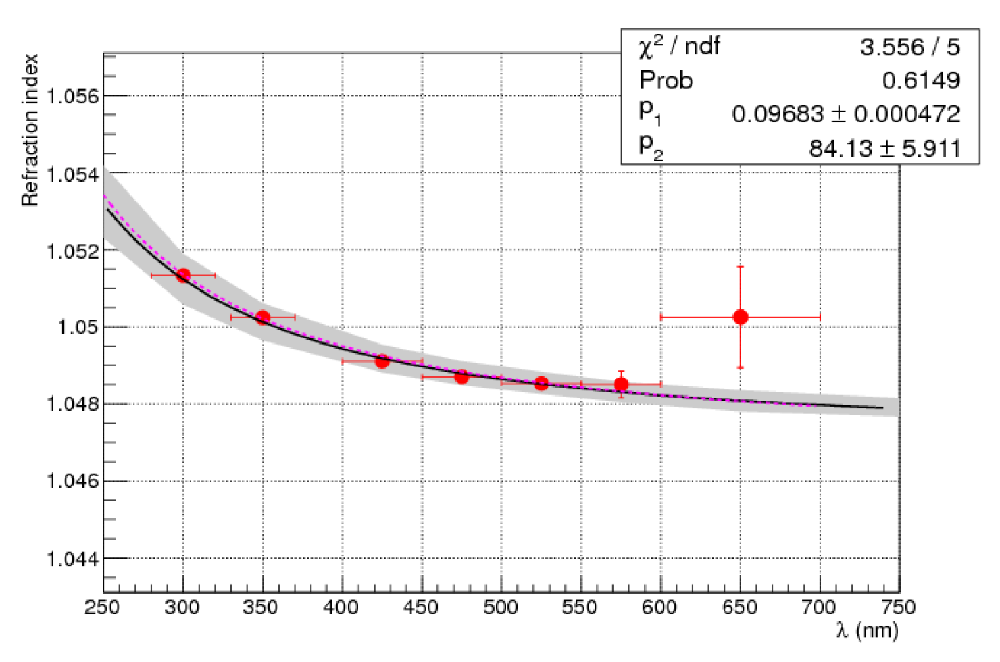 χ² / ndf 3.556 / 5
Prob 0.6149
p₁ 0.09683 ± 0.000472
p₂ 84.13 ± 5.911
Refraction index
1.056
1.054
1.052
1.05
1.048
1.046
1.044
250 300 350 400 450 500 550 600 650 700 750
λ (nm)